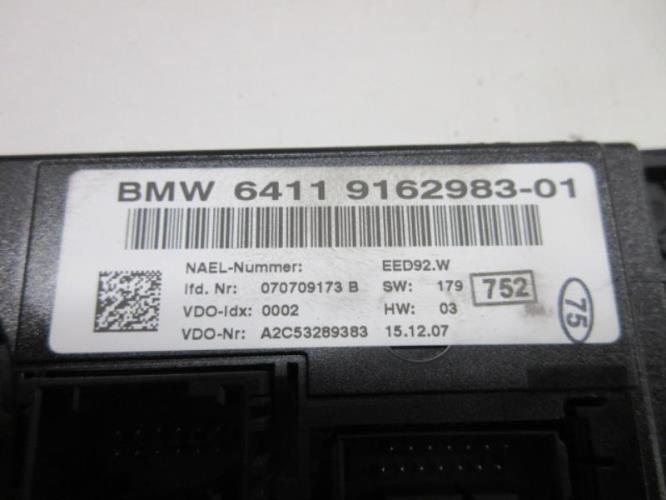 BMW 6411 9162983-01
NAEL-Nummer: EED92.W
lfd. Nr: 070709173 B SW: 179 752
VDO-Idx: 0002 HW: 03
VDO-Nr: A2C53289383 15.12.07
75